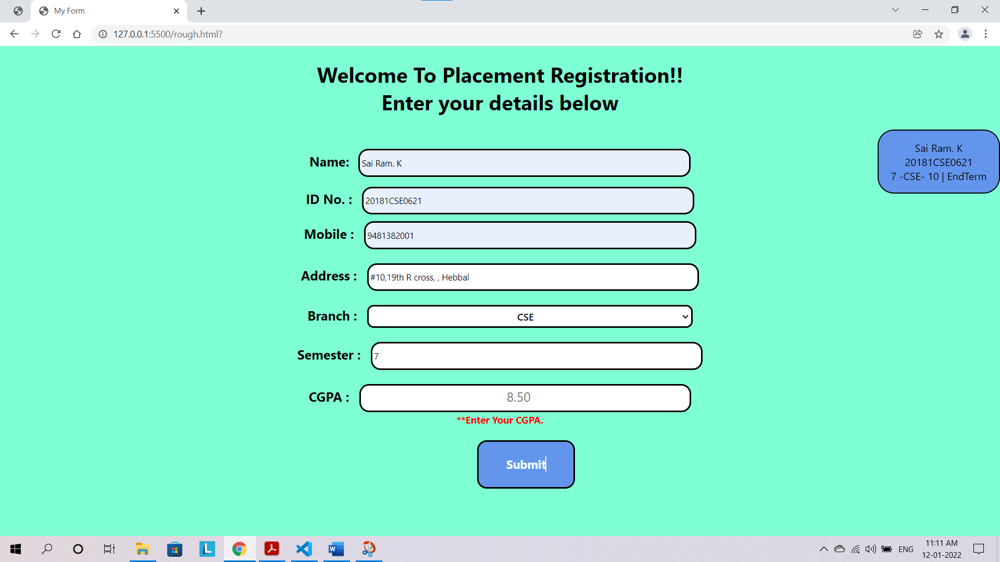 My Form
127.0.0.1:5500/rough.html?
Welcome To Placement Registration!!
Enter your details below
Sai Ram. K
20181CSE0621
7 -CSE- 10 | EndTerm
Name: Sai Ram. K
ID No. : 20181CSE0621
Mobile : 9481382001
Address : #10,19th R cross, , Hebbal
Branch : CSE
Semester : 7
CGPA : 8.50
**Enter Your CGPA.
Submit
L
W
ENG
11:11 AM
12-01-2022